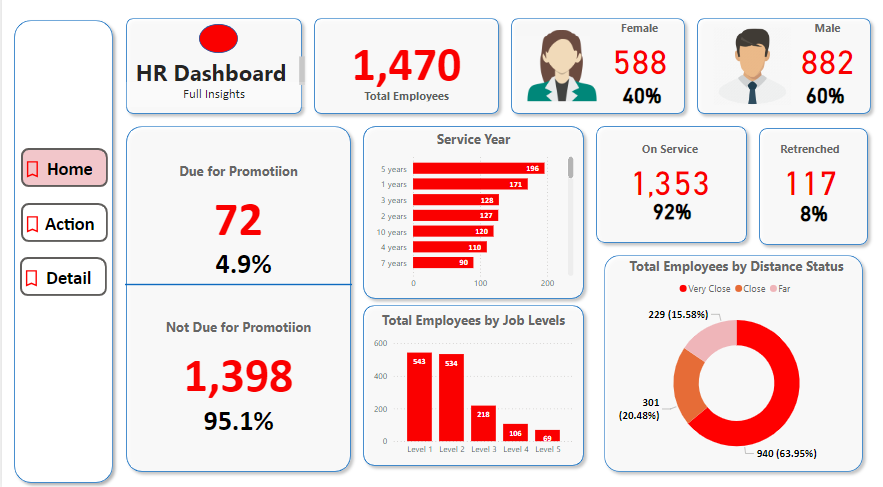 HR Dashboard
Full Insights
1,470
Total Employees
Female
588
40%
Male
882
60%
Home
Action
Detail
Due for Promotiion
72
4.9%
Not Due for Promotiion
1,398
95.1%
Service Year
5 years
196
1 years
171
3 years
128
2 years
127
10 years
120
4 years
110
7 years
90
0
100
200
On Service
1,353
92%
Retrenched
117
8%
Total Employees by Job Levels
600
400
200
0
543
534
218
106
69
Level 1
Level 2
Level 3
Level 4
Level 5
Total Employees by Distance Status
Very Close
Close
Far
229 (15.58%)
301
(20.48%)
940 (63.95%)